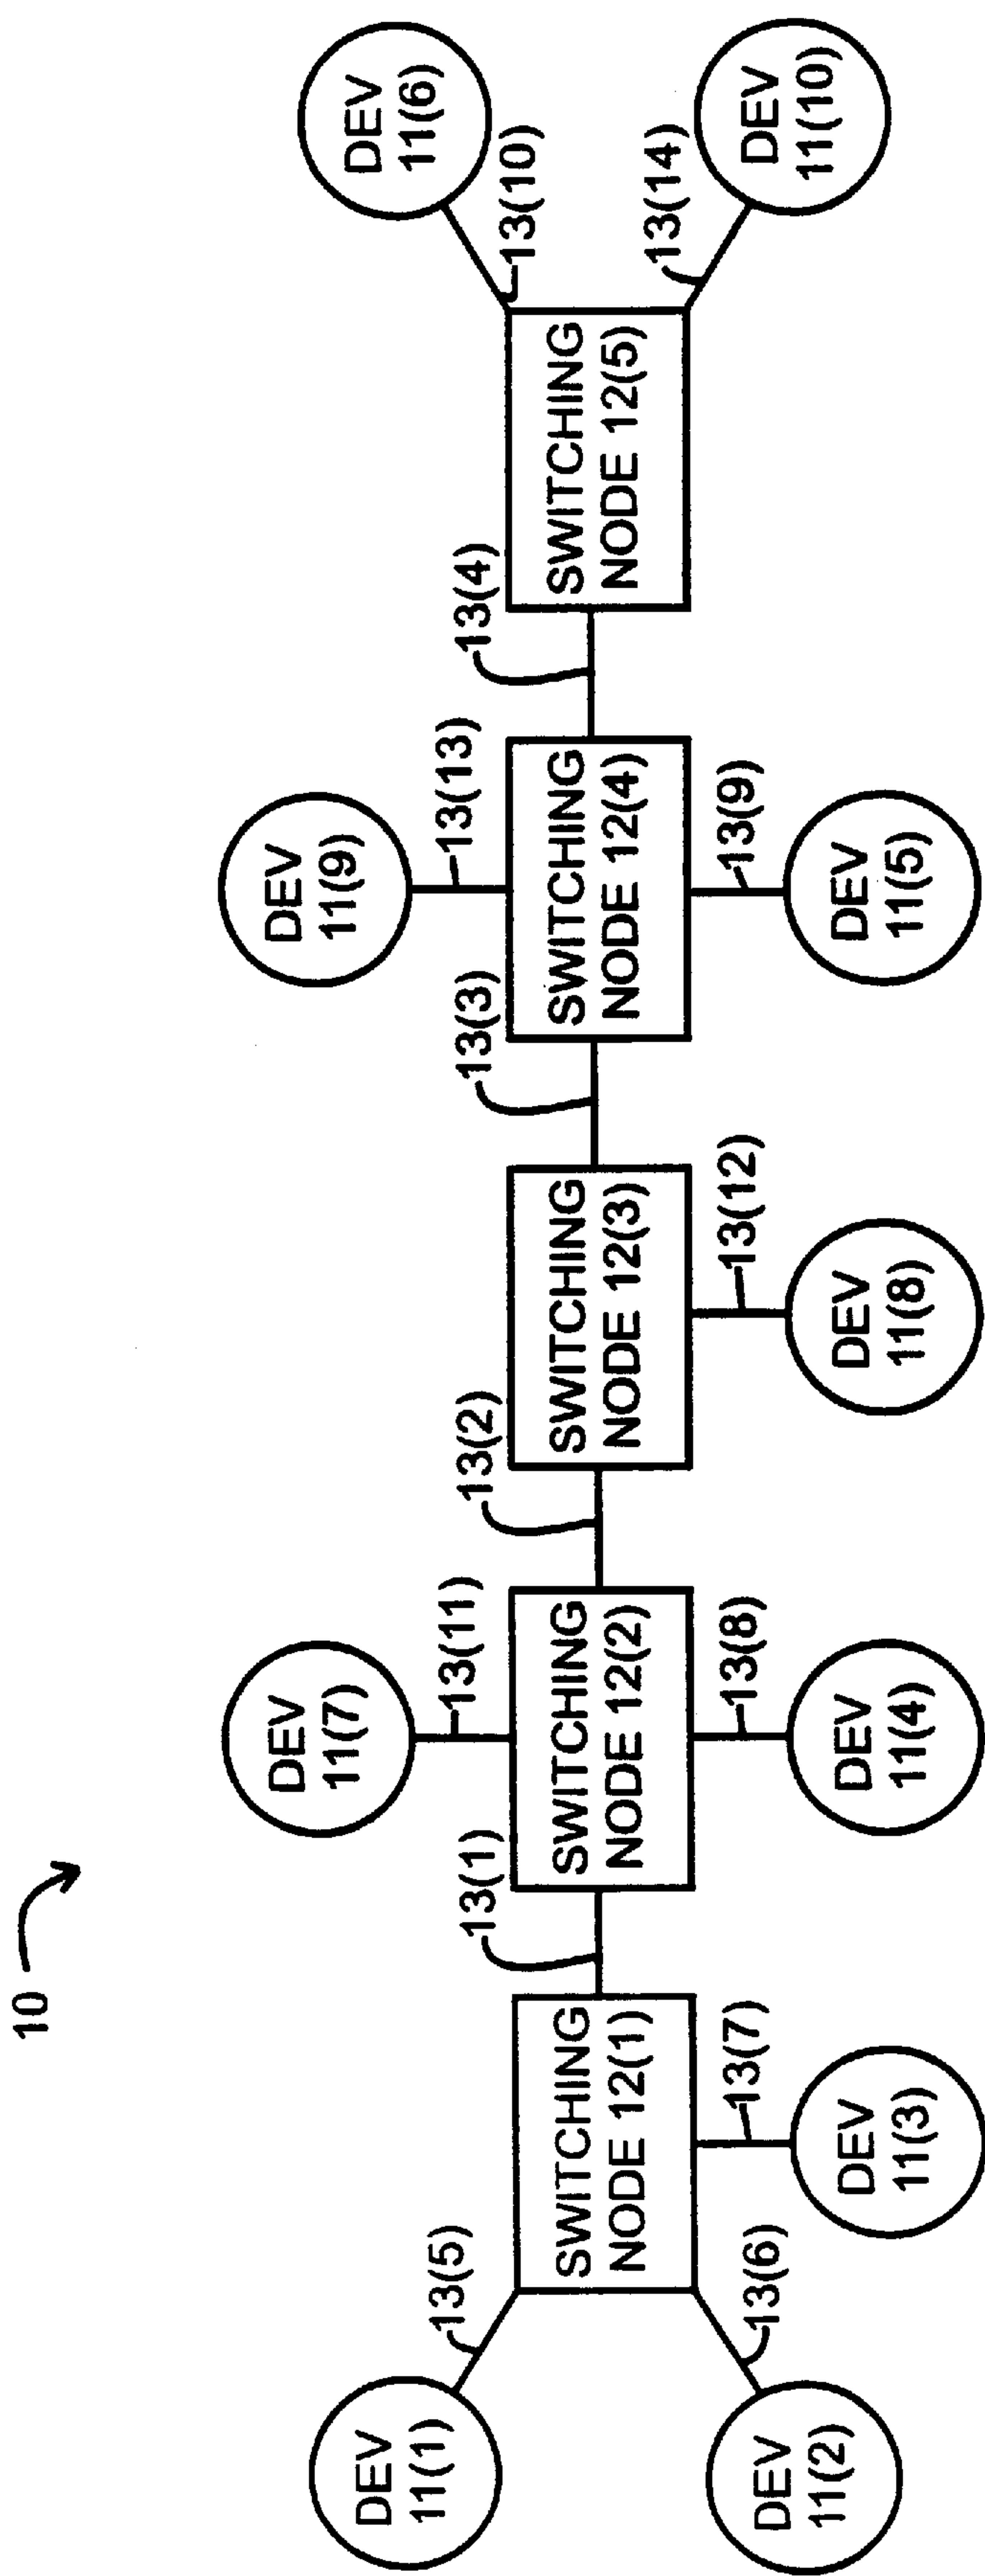 10
DEV
11(1)
13(5)
DEV
11(2)
13(6)
SWITCHING
NODE 12(1)
13(7)
DEV
11(3)
13(1)
DEV
11(7)
13(11)
SWITCHING
NODE 12(2)
13(8)
DEV
11(4)
13(2)
SWITCHING
NODE 12(3)
13(12)
DEV
11(8)
13(3)
DEV
11(9)
13(13)
SWITCHING
NODE 12(4)
13(9)
DEV
11(5)
13(4)
SWITCHING
NODE 12(5)
13(10)
DEV
11(6)
13(14)
DEV
11(10)